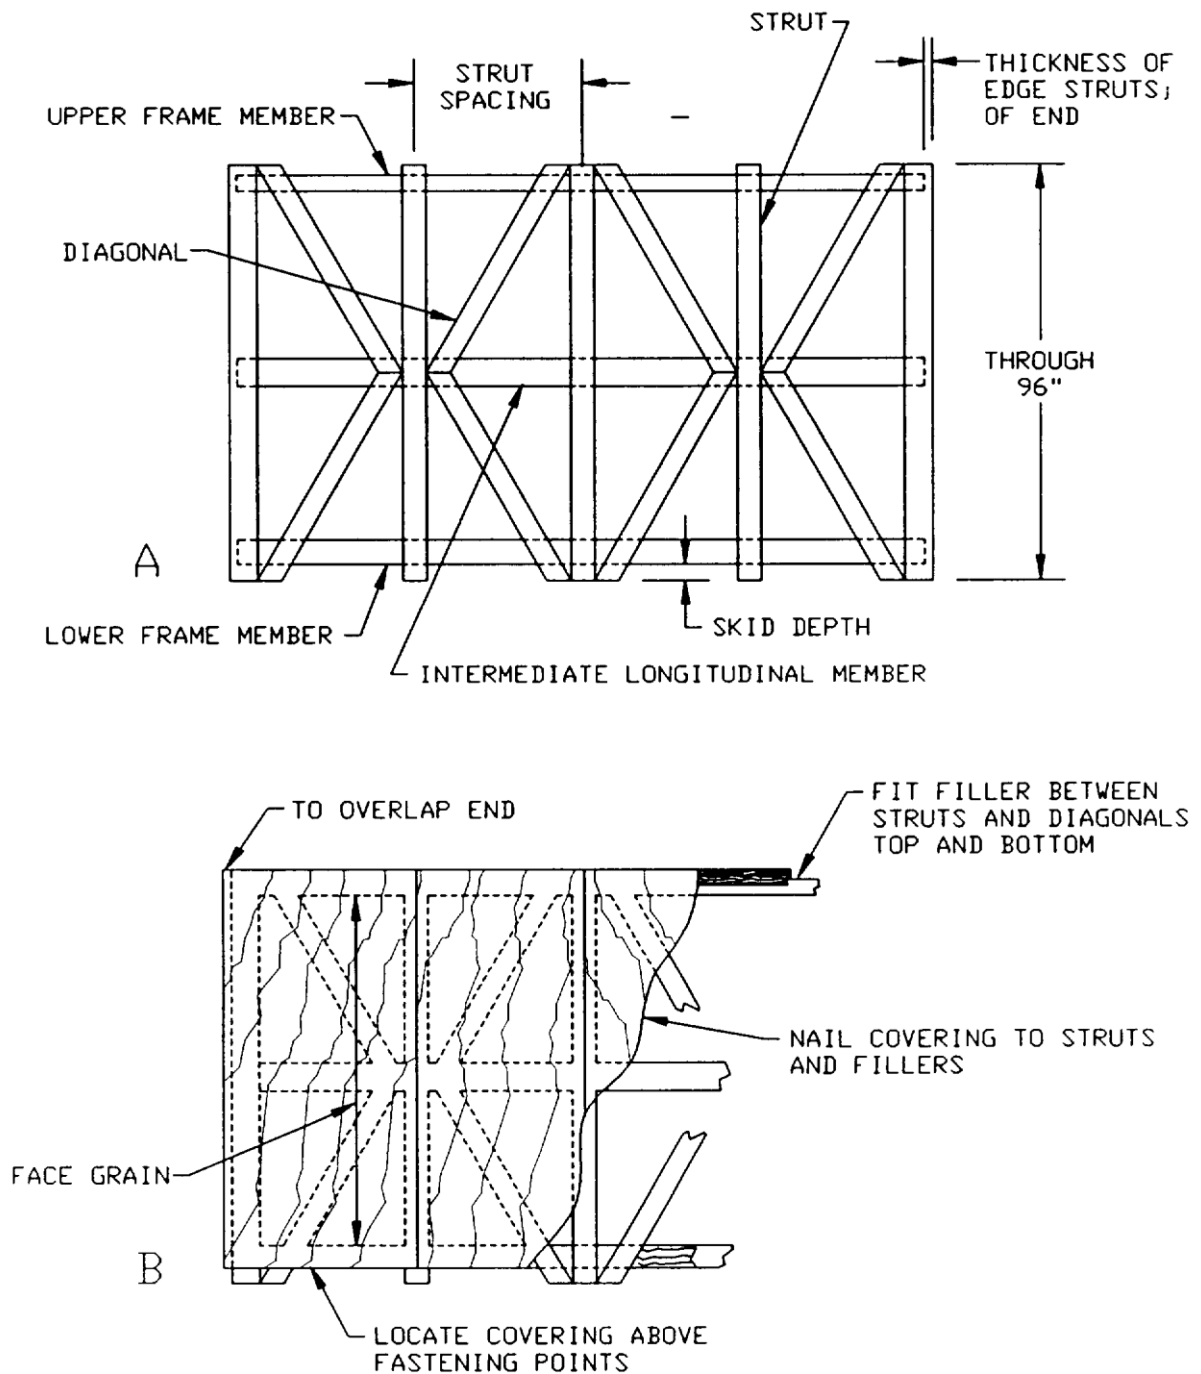 STRUT
STRUT
SPACING
THICKNESS OF
EDGE STRUTS;
OF END
UPPER FRAME MEMBER
DIAGONAL
THROUGH
96"
A
LOWER FRAME MEMBER
SKID DEPTH
INTERMEDIATE LONGITUDINAL MEMBER
TO OVERLAP END
FIT FILLER BETWEEN
STRUTS AND DIAGONALS
TOP AND BOTTOM
NAIL COVERING TO STRUTS
AND FILLERS
FACE GRAIN
B
LOCATE COVERING ABOVE
FASTENING POINTS